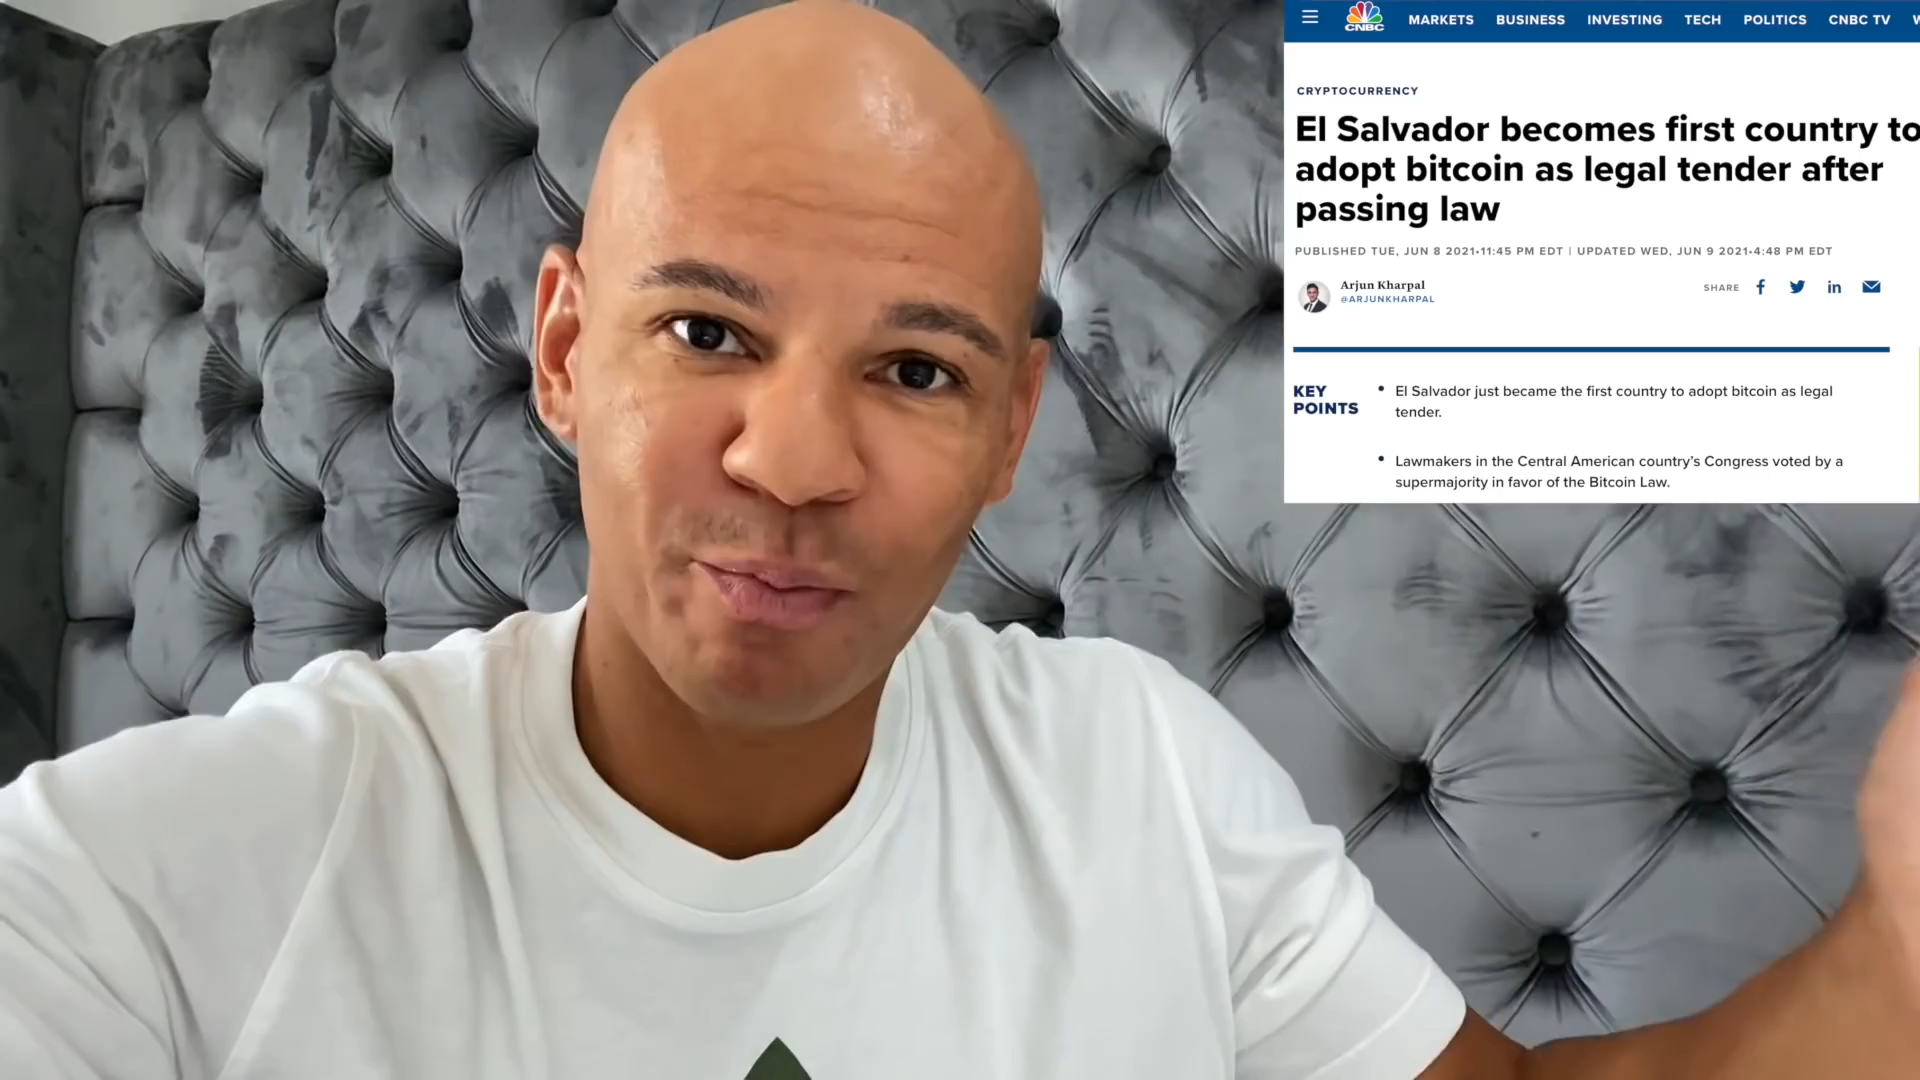 CNBC
MARKETS BUSINESS INVESTING TECH POLITICS CNBC TV
CRYPTOCURRENCY
El Salvador becomes first country to
adopt bitcoin as legal tender after
passing law
PUBLISHED TUE, JUN 8 2021•11:45 PM EDT | UPDATED WED, JUN 9 2021•4:48 PM EDT
Arjun Kharpal
@ARJUNKHARPAL
SHARE
KEY
POINTS
• El Salvador just became the first country to adopt bitcoin as legal
tender.
• Lawmakers in the Central American country's Congress voted by a
supermajority in favor of the Bitcoin Law.